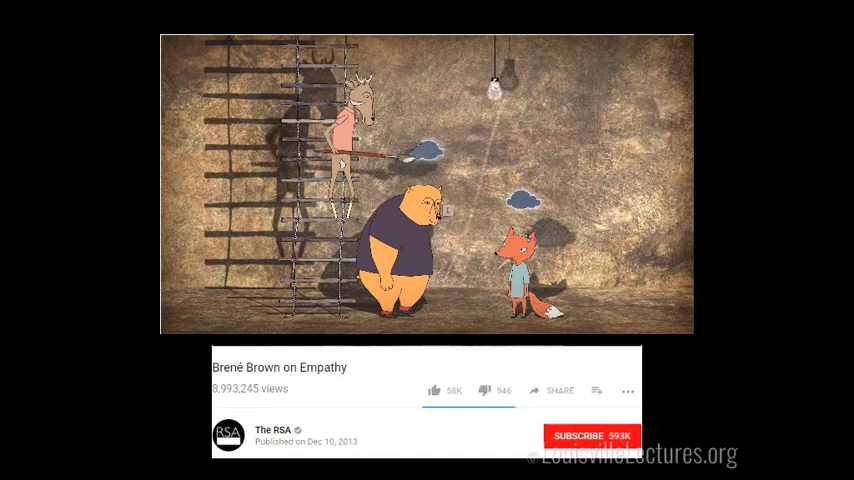 Brené Brown on Empathy
8,993,245 views
58K 946 SHARE
RSA The RSA
Published on Dec 10, 2013
SUBSCRIBE 593K
©LouisvilleLectures.org